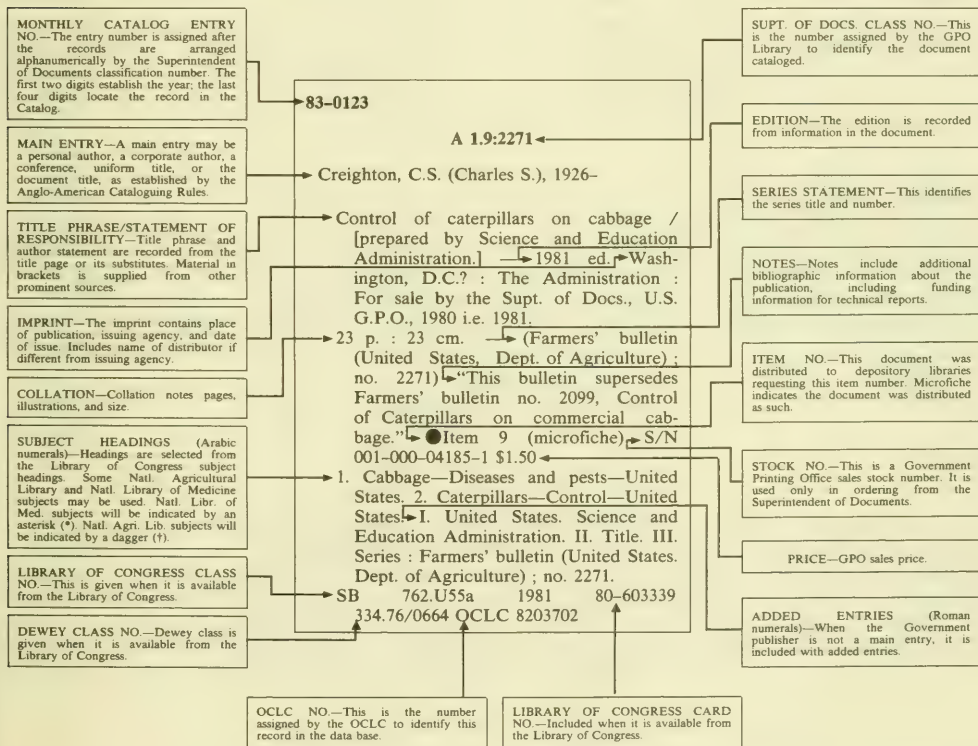 MONTHLY CATALOG ENTRY
NO.—The entry number is assigned after
the records are arranged
alphanumerically by the Superintendent
of Documents classification number. The
first two digits establish the year; the last
four digits locate the record in the
Catalog.
MAIN ENTRY—A main entry may be
a personal author, a corporate author, a
conference, uniform title, or the
document title, as established by the
Anglo-American Cataloguing Rules.
TITLE PHRASE/STATEMENT OF
RESPONSIBILITY—Title phrase and
author statement are recorded from the
title page or its substitutes. Material in
brackets is supplied from other
prominent sources.
IMPRINT—The imprint contains place
of publication, issuing agency, and date
of issue. Includes name of distributor if
different from issuing agency.
COLLATION—Collation notes pages,
illustrations, and size.
SUBJECT HEADINGS (Arabic
numerals)—Headings are selected from
the Library of Congress subject
headings. Some Natl. Agricultural
Library and Natl. Library of Medicine
subjects may be used. Natl. Libr. of
Med. subjects will be indicated by an
asterisk (*). Natl. Agri. Lib. subjects will
be indicated by a dagger (†).
LIBRARY OF CONGRESS CLASS
NO.—This is given when it is available
from the Library of Congress.
DEWEY CLASS NO.—Dewey class is
given when it is available from the
Library of Congress.
83-0123
A 1.9:2271
Creighton, C.S. (Charles S.), 1926–
Control of caterpillars on cabbage /
[prepared by Science and Education
Administration.] — 1981 ed. Wash-
ington, D.C.? : The Administration :
For sale by the Supt. of Docs., U.S.
G.P.O., 1980 i.e. 1981.
23 p. : 23 cm. — (Farmers' bulletin
(United States, Dept. of Agriculture) ;
no. 2271) "This bulletin supersedes
Farmers' bulletin no. 2099, Control
of Caterpillars on commercial cab-
bage." ●Item 9 (microfiche) S/N
001-000-04185-1 $1.50
1. Cabbage—Diseases and pests—United
States. 2. Caterpillars—Control—United
States. I. United States. Science and
Education Administration. II. Title. III.
Series : Farmers' bulletin (United States.
Dept. of Agriculture) ; no. 2271.
SB 762.U55a 1981 80-603339
334.76/0664 OCLC 8203702
SUPT. OF DOCS. CLASS NO.—This
is the number assigned by the GPO
Library to identify the document
cataloged.
EDITION—The edition is recorded
from information in the document.
SERIES STATEMENT—This identifies
the series title and number.
NOTES—Notes include additional
bibliographic information about the
publication, including funding
information for technical reports.
ITEM NO.—This document was
distributed to depository libraries
requesting this item number. Microfiche
indicates the document was distributed
as such.
STOCK NO.—This is a Government
Printing Office sales stock number. It is
used only in ordering from the
Superintendent of Documents.
PRICE—GPO sales price.
ADDED ENTRIES (Roman
numerals)—When the Government
publisher is not a main entry, it is
included with added entries.
OCLC NO.—This is the number
assigned by the OCLC to identify this
record in the data base.
LIBRARY OF CONGRESS CARD
NO.—Included when it is available from
the Library of Congress.